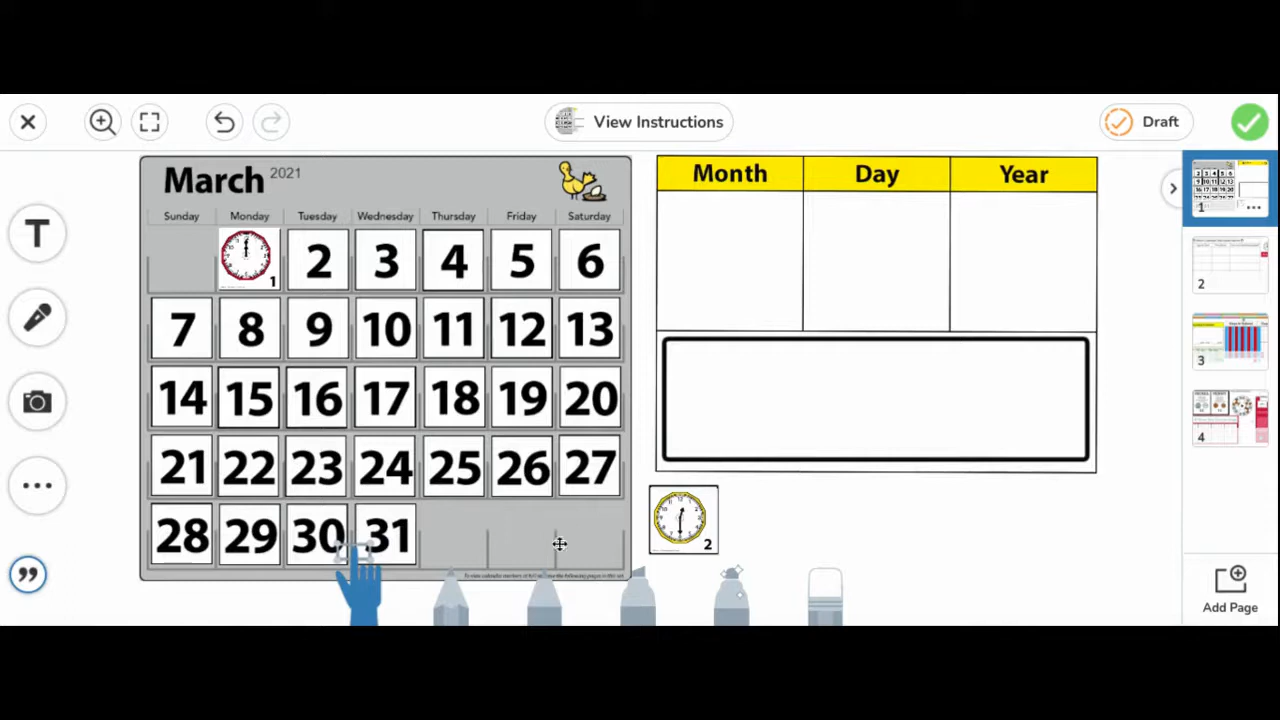 View Instructions
Draft
T
March 2021
Sunday Monday Tuesday Wednesday Thursday Friday Saturday
1 2 3 4 5 6
7 8 9 10 11 12 13
14 15 16 17 18 19 20
21 22 23 24 25 26 27
28 29 30 31
Month Day Year
2
1
2
3
4
Add Page